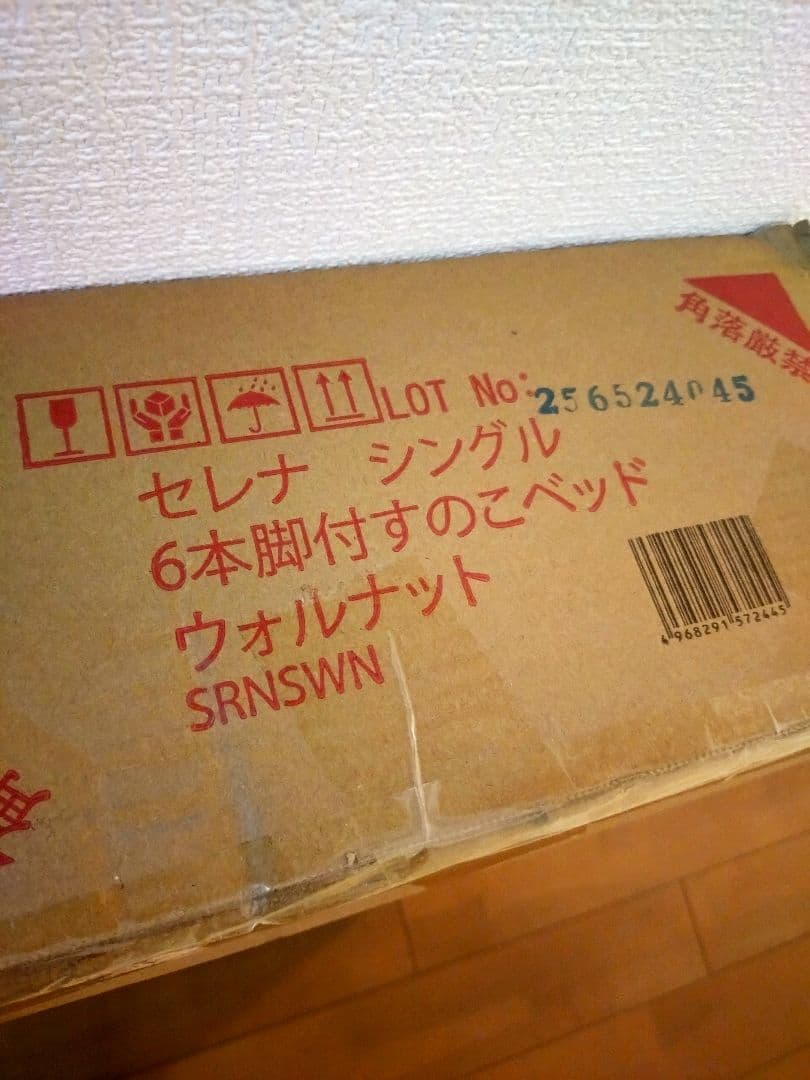 角落厳禁
LOT No: 256524045
セレナ シングル
6本脚付すのこベッド
ウォルナット
SRNSWN
4968291572445